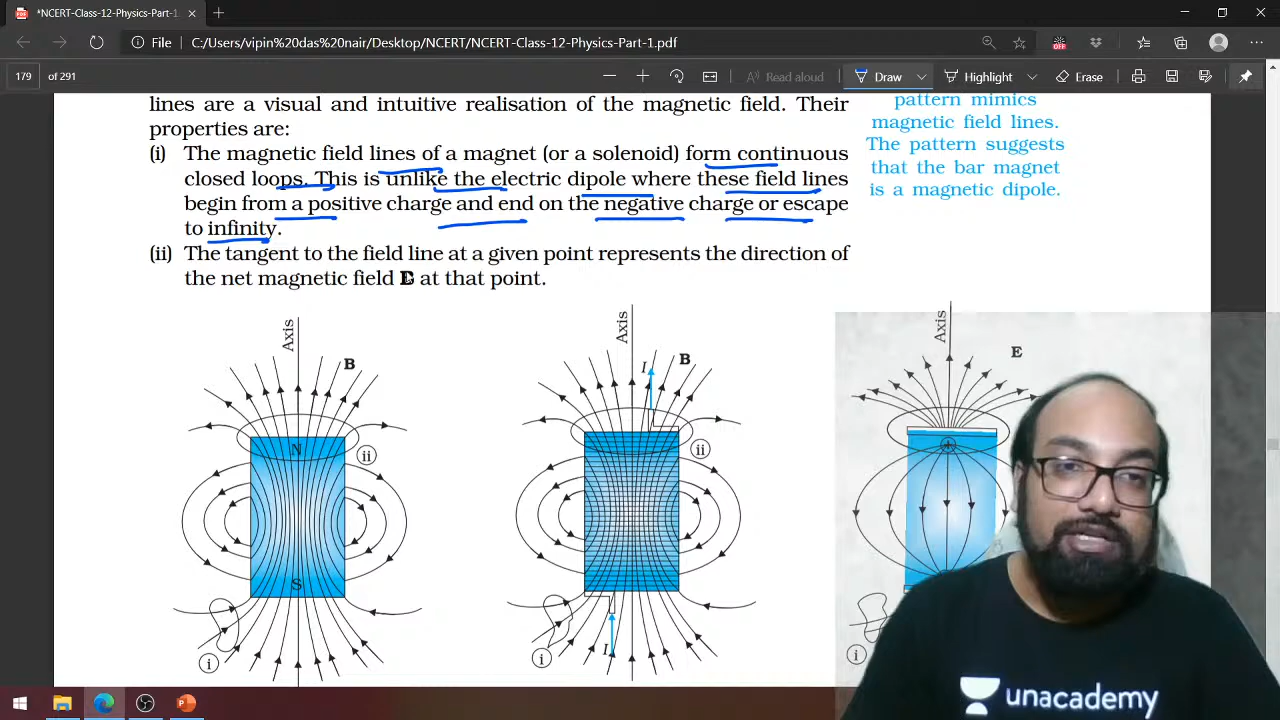 *NCERT-Class-12-Physics-Part-1.
File
C:/Users/vipin%20das%20nair/Desktop/NCERT/NCERT-Class-12-Physics-Part-1.pdf
179 of 291
Read aloud
Draw
Highlight
Erase
lines are a visual and intuitive realisation of the magnetic field. Their
properties are:
(i) The magnetic field lines of a magnet (or a solenoid) form continuous
closed loops. This is unlike the electric dipole where these field lines
begin from a positive charge and end on the negative charge or escape
to infinity.
(ii) The tangent to the field line at a given point represents the direction of
the net magnetic field B at that point.
pattern mimics
magnetic field lines.
The pattern suggests
that the bar magnet
is a magnetic dipole.
Axis
B
N
ii
S
i
Axis
I
B
ii
I
i
Axis
E
+
i
unacademy